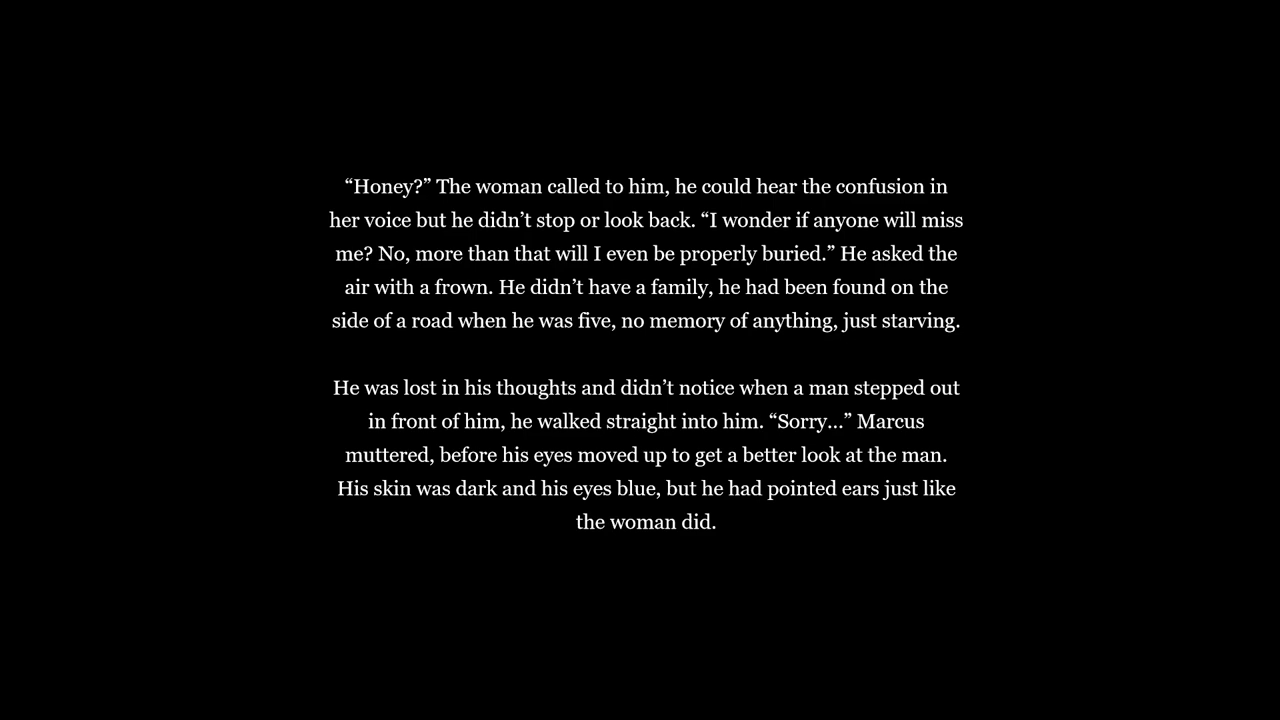 “Honey?” The woman called to him, he could hear the confusion in
her voice but he didn’t stop or look back. “I wonder if anyone will miss
me? No, more than that will I even be properly buried.” He asked the
air with a frown. He didn’t have a family, he had been found on the
side of a road when he was five, no memory of anything, just starving.
He was lost in his thoughts and didn’t notice when a man stepped out
in front of him, he walked straight into him. “Sorry...” Marcus
muttered, before his eyes moved up to get a better look at the man.
His skin was dark and his eyes blue, but he had pointed ears just like
the woman did.